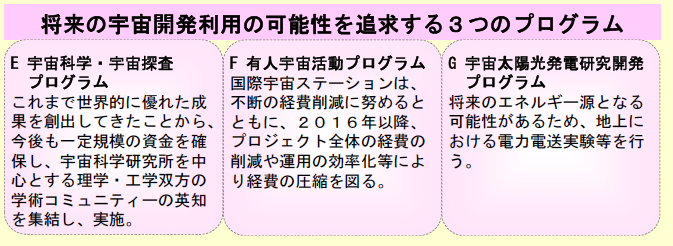 将来の宇宙開発利用の可能性を追求する３つのプログラム
E 宇宙科学・宇宙探査
プログラム
これまで世界的に優れた成
果を創出してきたことから、
今後も一定規模の資金を確
保し、宇宙科学研究所を中
心とする理学・工学双方の
学術コミュニティーの英知
を集結し、実施。
F 有人宇宙活動プログラム
国際宇宙ステーションは、
不断の経費削減に努めると
ともに、２０１６年以降、
プロジェクト全体の経費の
削減や運用の効率化等によ
り経費の圧縮を図る。
G 宇宙太陽光発電研究開発
プログラム
将来のエネルギー源となる
可能性があるため、地上に
おける電力電送実験等を行
う。